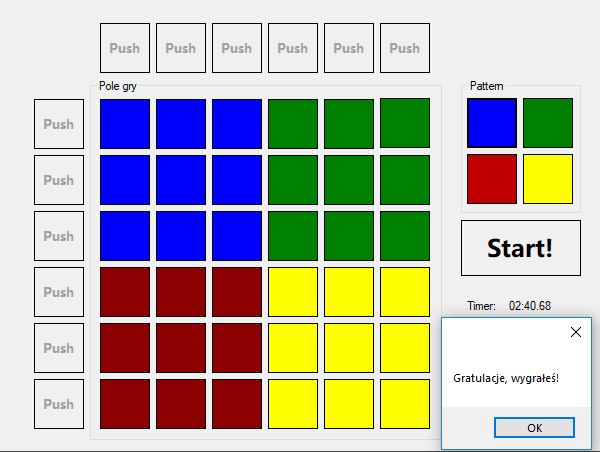 Push Push Push Push Push Push
Pole gry
Pattern
Push
Push
Push
Start!
Push
Timer: 02:40.68
Push
Gratulacje, wygrałeś!
Push
OK